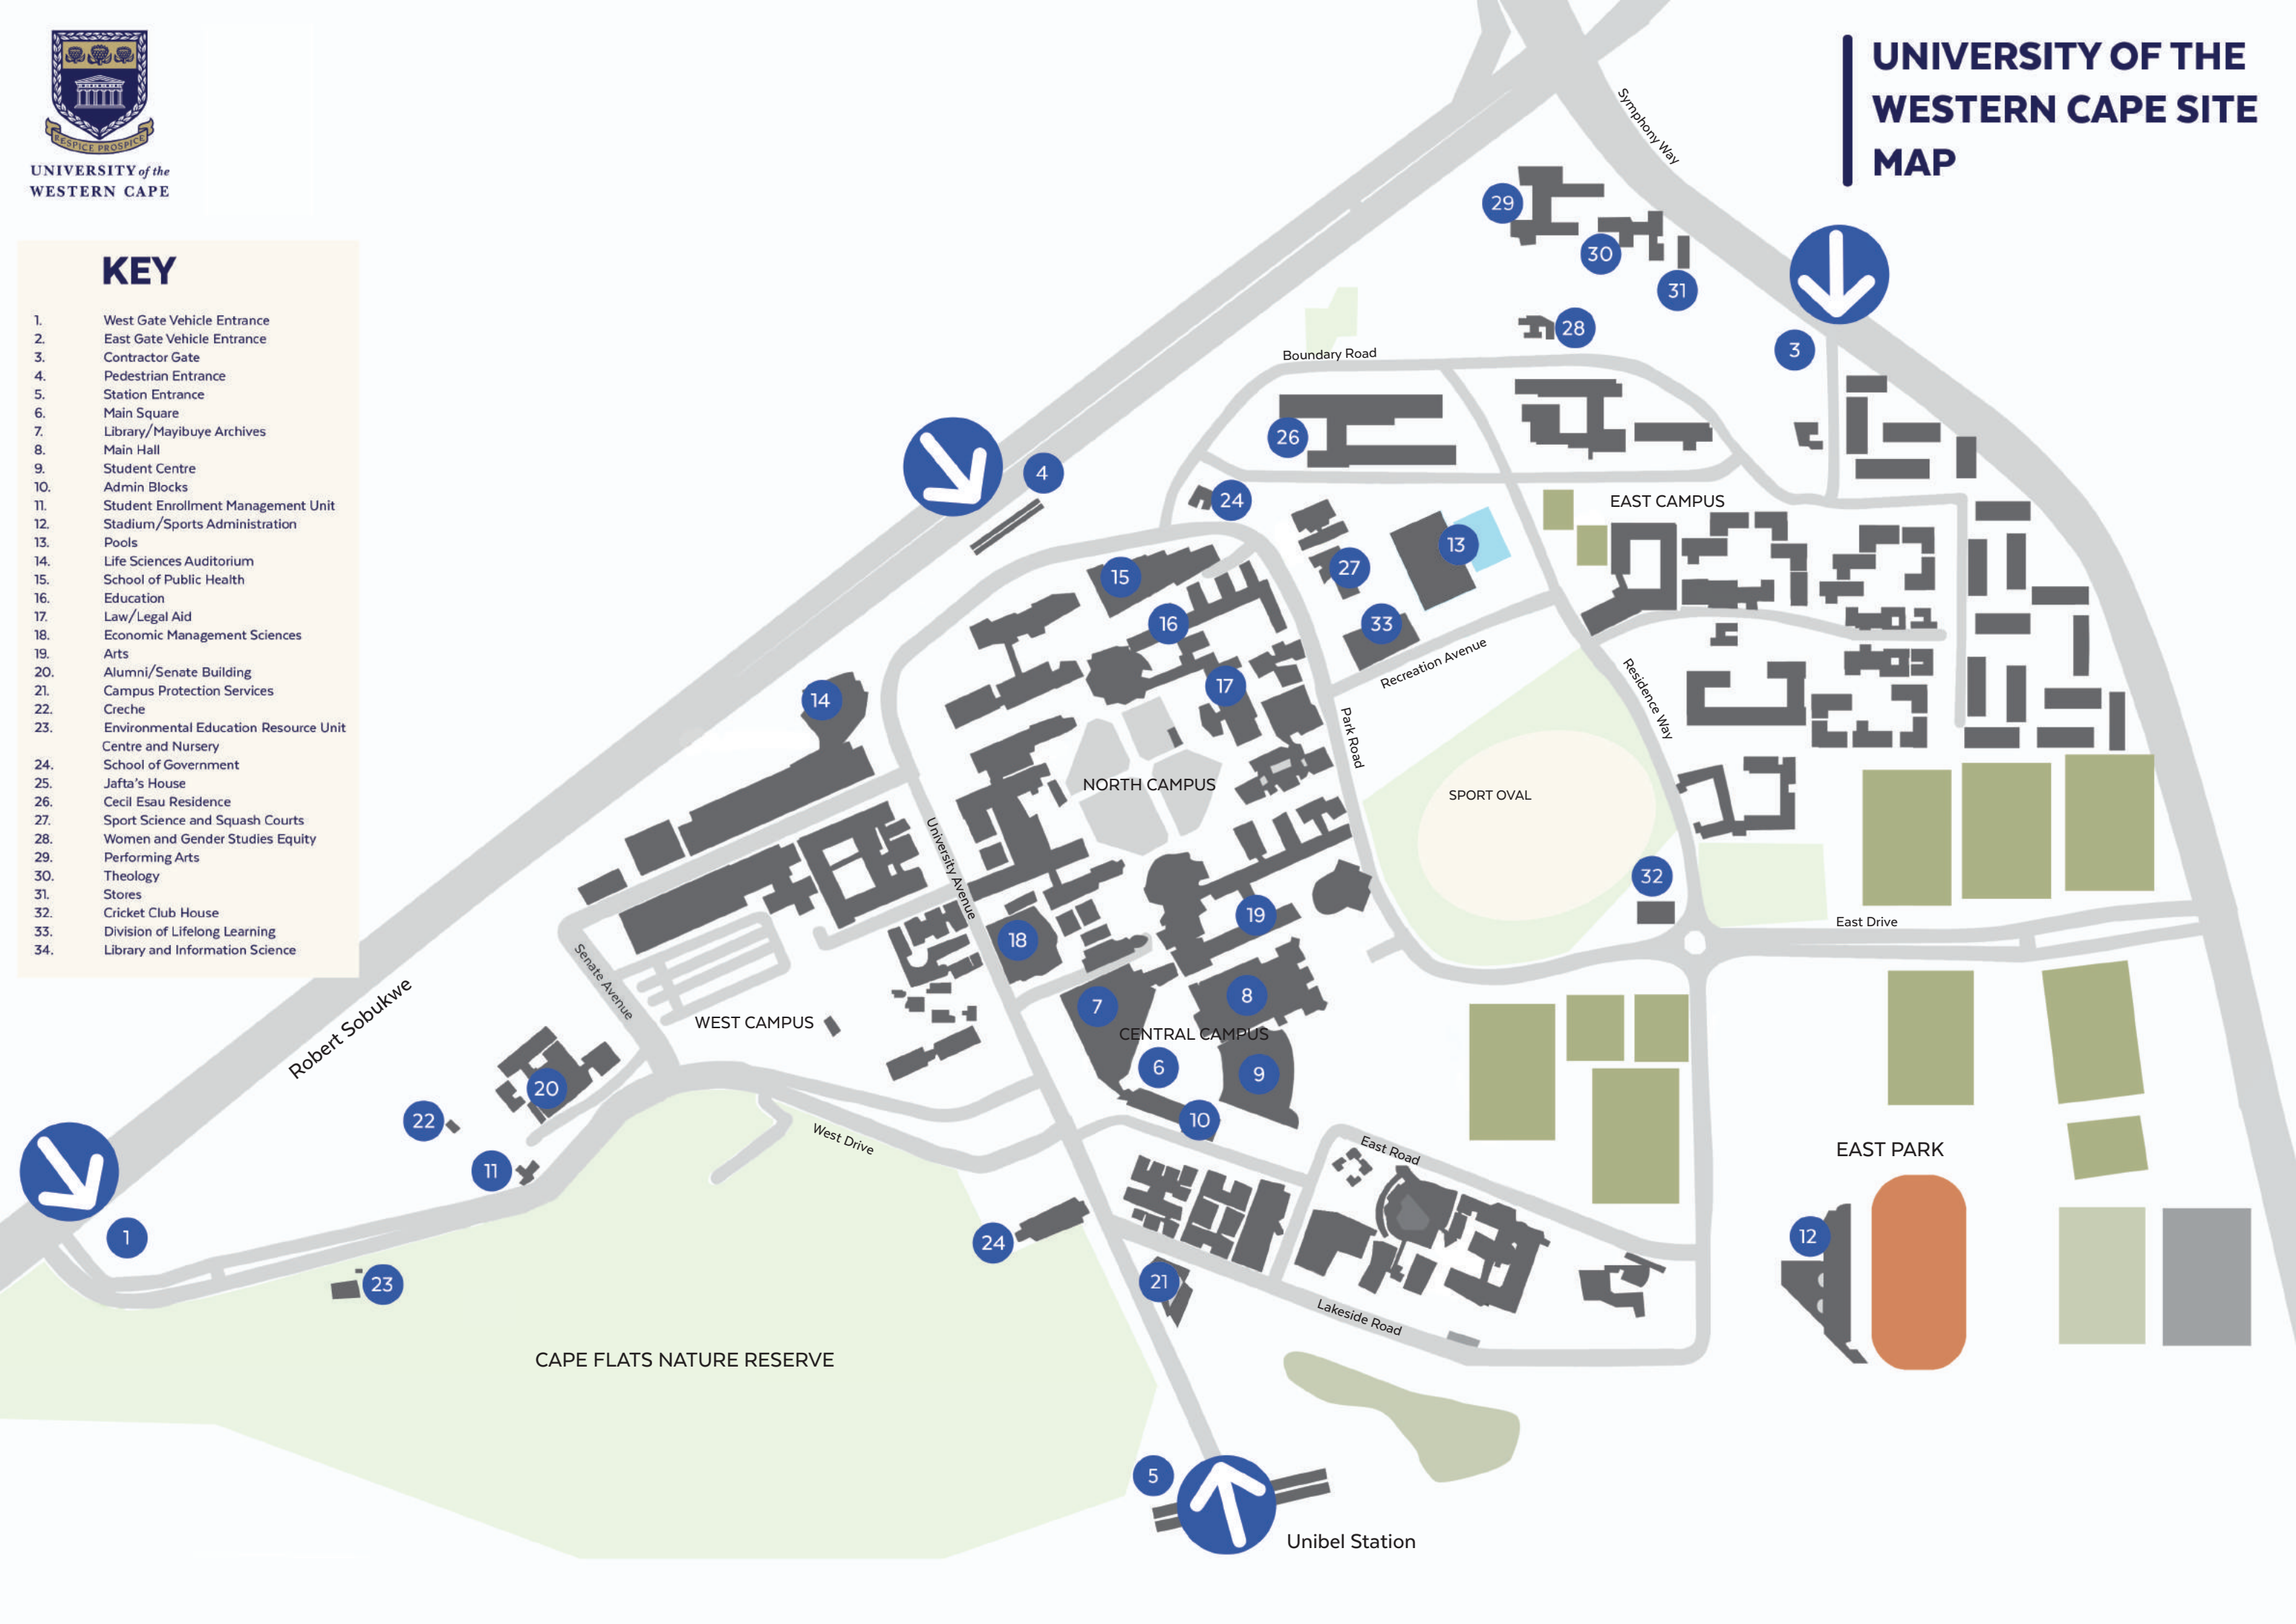 RESPICE PROSPICE
UNIVERSITY of the
WESTERN CAPE
UNIVERSITY OF THE
WESTERN CAPE SITE
MAP
KEY
1. West Gate Vehicle Entrance
2. East Gate Vehicle Entrance
3. Contractor Gate
4. Pedestrian Entrance
5. Station Entrance
6. Main Square
7. Library/Mayibuye Archives
8. Main Hall
9. Student Centre
10. Admin Blocks
11. Student Enrollment Management Unit
12. Stadium/Sports Administration
13. Pools
14. Life Sciences Auditorium
15. School of Public Health
16. Education
17. Law/Legal Aid
18. Economic Management Sciences
19. Arts
20. Alumni/Senate Building
21. Campus Protection Services
22. Creche
23. Environmental Education Resource Unit
Centre and Nursery
24. School of Government
25. Jafta's House
26. Cecil Esau Residence
27. Sport Science and Squash Courts
28. Women and Gender Studies Equity
29. Performing Arts
30. Theology
31. Stores
32. Cricket Club House
33. Division of Lifelong Learning
34. Library and Information Science
Symphony Way
29
30
31
28
3
Boundary Road
26
4
24
EAST CAMPUS
13
27
15
16
33
Recreation Avenue
17
14
Residence Way
Park Road
NORTH CAMPUS
SPORT OVAL
University Avenue
32
19
East Drive
18
Senate Avenue
Robert Sobukwe
8
7
WEST CAMPUS
CENTRAL CAMPUS
6
9
20
22
10
West Drive
East Road
EAST PARK
11
1
24
12
23
21
Lakeside Road
CAPE FLATS NATURE RESERVE
5
Unibel Station